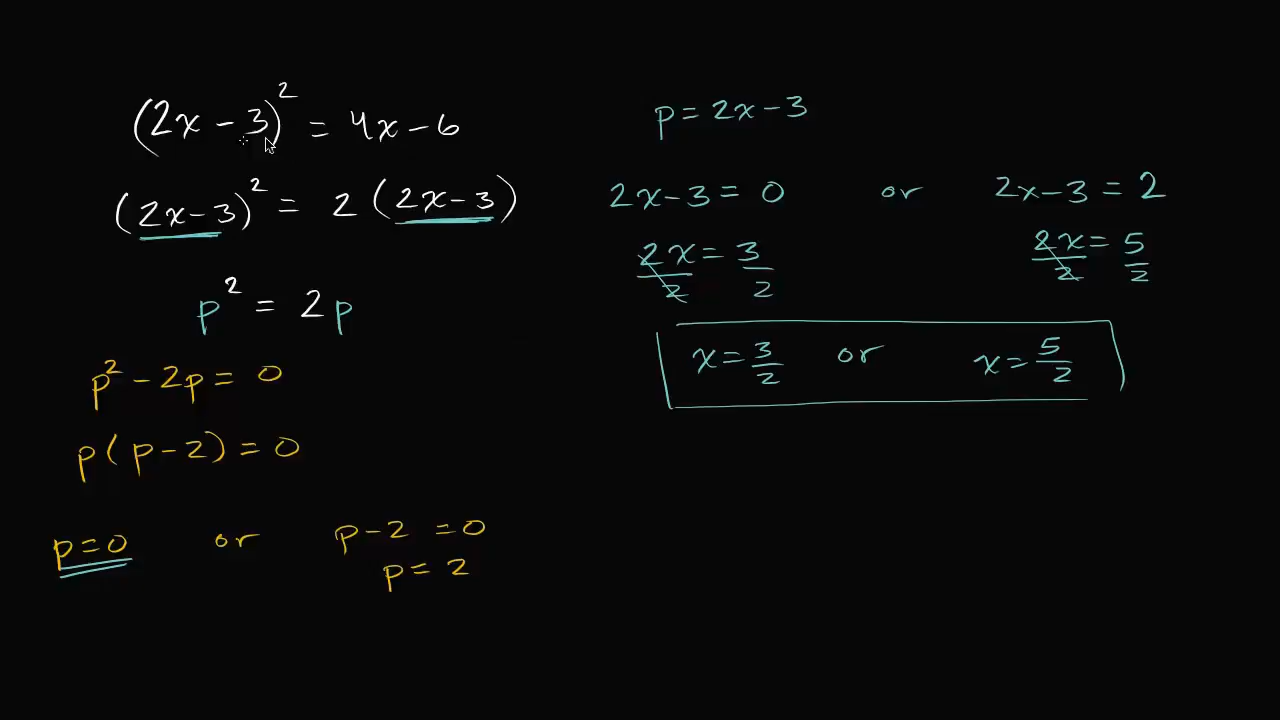 (2x - 3)² = 4x - 6
(2x - 3)² = 2 (2x - 3)
p² = 2p
p² - 2p = 0
p(p - 2) = 0
p = 0 or p - 2 = 0
p = 2
p = 2x - 3
2x - 3 = 0 or 2x - 3 = 2
2x/2 = 3/2 2x/2 = 5/2
x = 3/2 or x = 5/2